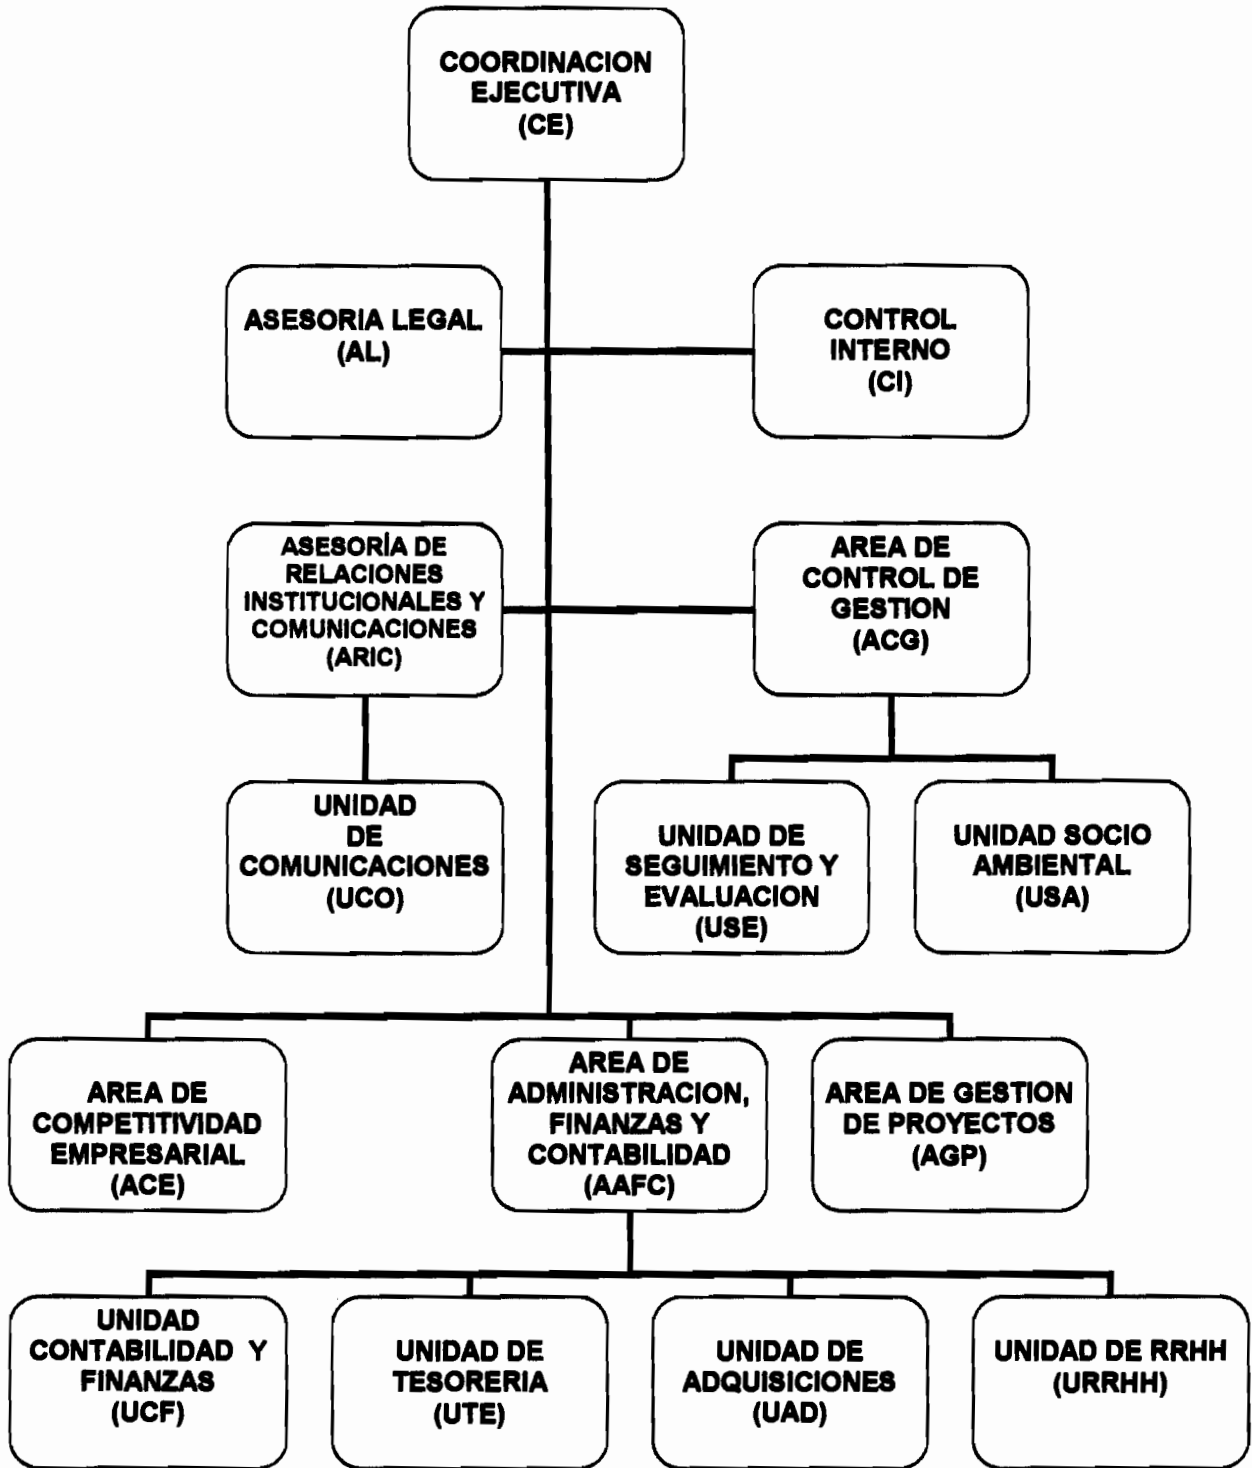 COORDINACION
EJECUTIVA
(CE)
ASESORIA LEGAL
(AL)
CONTROL
INTERNO
(CI)
ASESORÍA DE
RELACIONES
INSTITUCIONALES Y
COMUNICACIONES
(ARIC)
AREA DE
CONTROL DE
GESTION
(ACG)
UNIDAD
DE
COMUNICACIONES
(UCO)
UNIDAD DE
SEGUIMIENTO Y
EVALUACION
(USE)
UNIDAD SOCIO
AMBIENTAL
(USA)
AREA DE
COMPETITIVIDAD
EMPRESARIAL
(ACE)
AREA DE
ADMINISTRACION,
FINANZAS Y
CONTABILIDAD
(AAFC)
AREA DE GESTION
DE PROYECTOS
(AGP)
UNIDAD
CONTABILIDAD Y
FINANZAS
(UCF)
UNIDAD DE
TESORERIA
(UTE)
UNIDAD DE
ADQUISICIONES
(UAD)
UNIDAD DE RRHH
(URRHH)